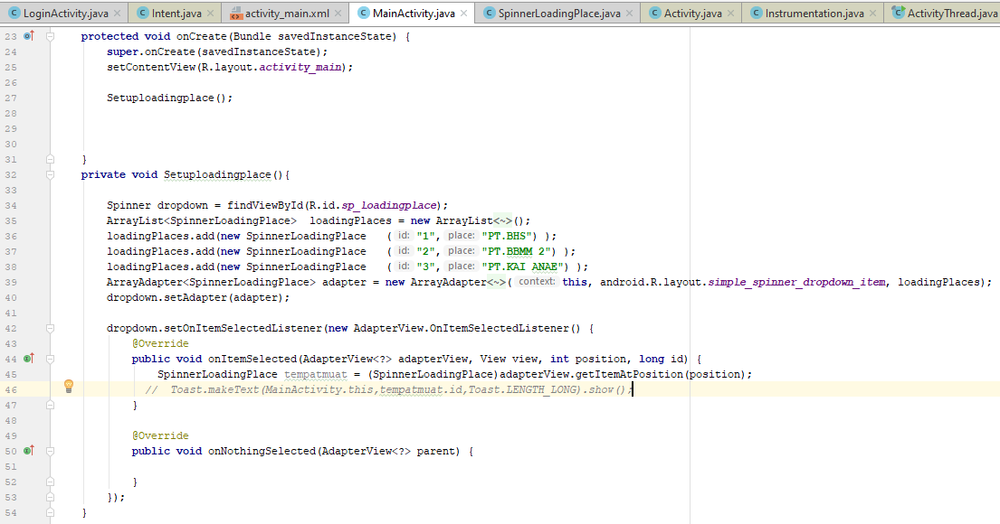 LoginActivity.java Intent.java activity_main.xml MainActivity.java SpinnerLoadingPlace.java Activity.java Instrumentation.java ActivityThread.java
23 protected void onCreate(Bundle savedInstanceState) {
24 super.onCreate(savedInstanceState);
25 setContentView(R.layout.activity_main);
26
27 Setuploadingplace();
28
29
30
31 }
32 private void Setuploadingplace(){
33
34 Spinner dropdown = findViewById(R.id.sp_loadingplace);
35 ArrayList<SpinnerLoadingPlace> loadingPlaces = new ArrayList<~>();
36 loadingPlaces.add(new SpinnerLoadingPlace ( id: "1", place: "PT.BHS") );
37 loadingPlaces.add(new SpinnerLoadingPlace ( id: "2", place: "PT.BBMM 2") );
38 loadingPlaces.add(new SpinnerLoadingPlace ( id: "3", place: "PT.KAI ANAE") );
39 ArrayAdapter<SpinnerLoadingPlace> adapter = new ArrayAdapter<~>( context: this, android.R.layout.simple_spinner_dropdown_item, loadingPlaces);
40 dropdown.setAdapter(adapter);
41
42 dropdown.setOnItemSelectedListener(new AdapterView.OnItemSelectedListener() {
43 @Override
44 public void onItemSelected(AdapterView<?> adapterView, View view, int position, long id) {
45 SpinnerLoadingPlace tempatmuat = (SpinnerLoadingPlace)adapterView.getItemAtPosition(position);
46 // Toast.makeText(MainActivity.this,tempatmuat.id,Toast.LENGTH_LONG).show();
47 }
48
49 @Override
50 public void onNothingSelected(AdapterView<?> parent) {
51
52 }
53 });
54 }